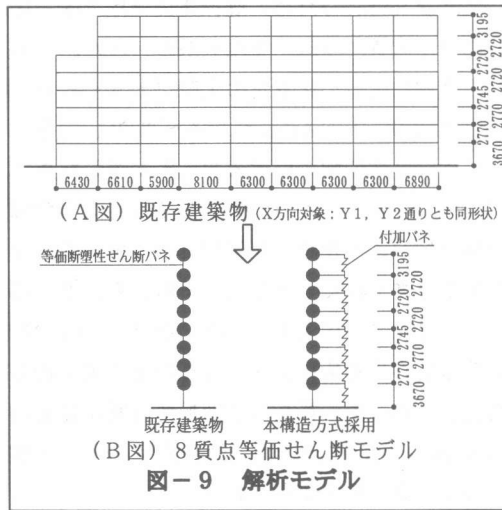 3195
2720
2720
2720
2745
2770
2770
3670
6430 6610 5900 8100 6300 6300 6300 6300 6890
(A図) 既存建築物 (X方向対象:Y1,Y2通りとも同形状)
等価断塑性せん断バネ
付加バネ
3195
2720
2720
2720
2745
2770
2770
3670
既存建築物 本構造方式採用
(B図) 8質点等価せん断モデル
図-9 解析モデル